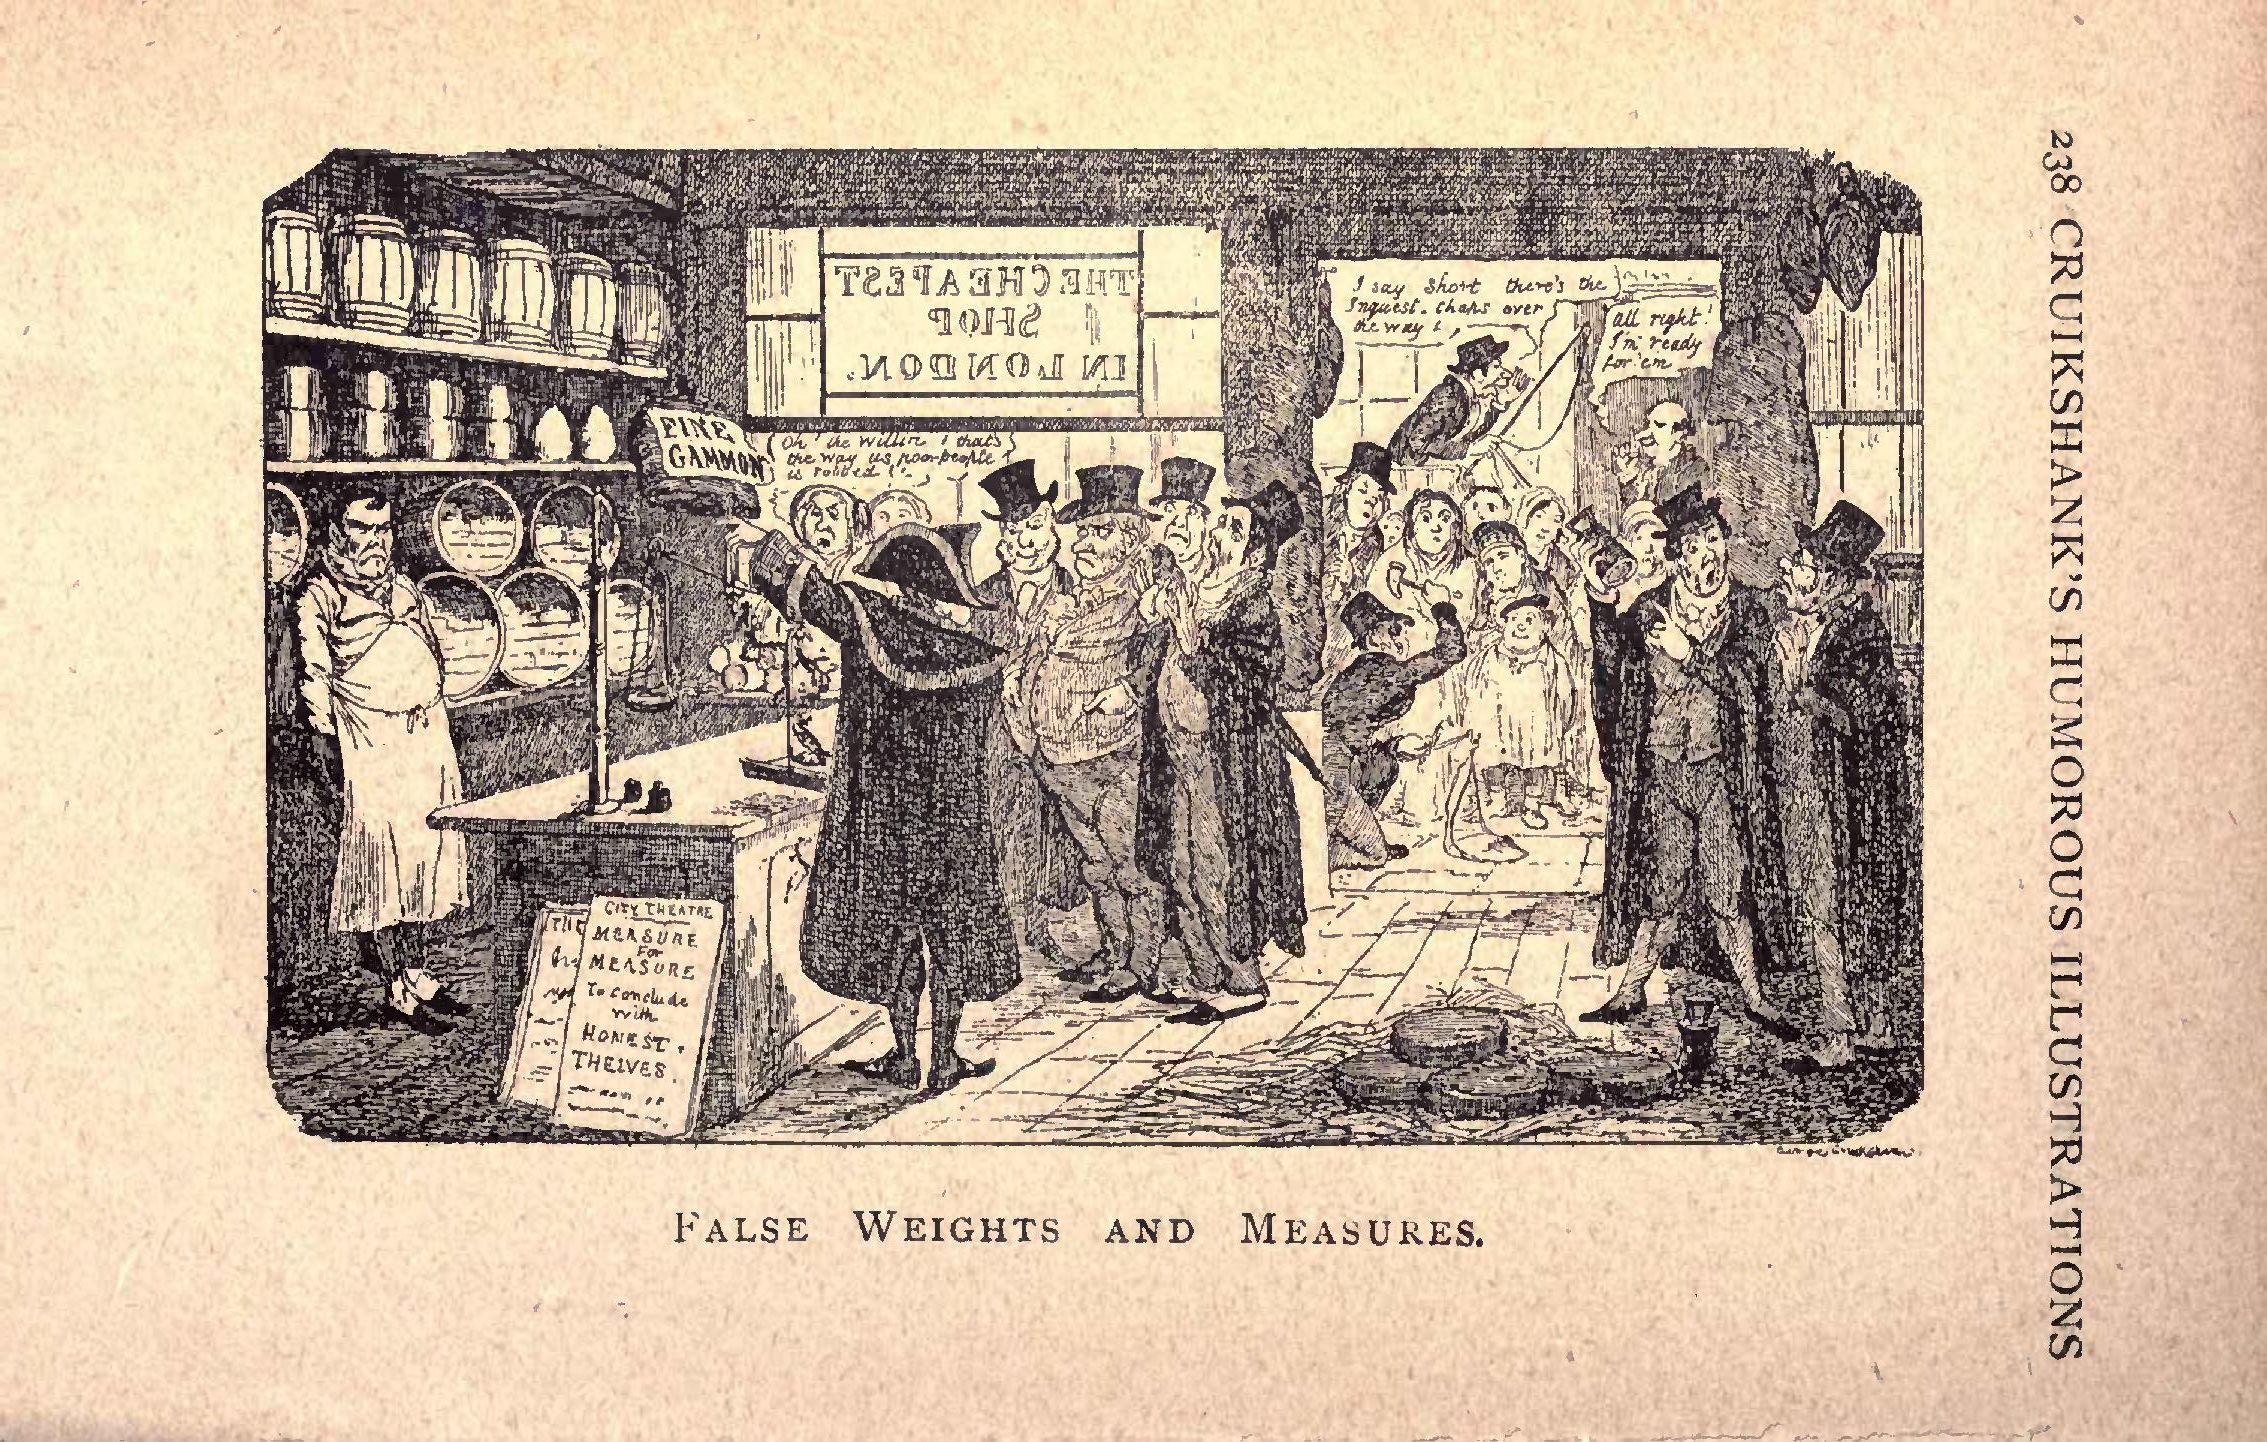 THE CHEAPEST
SHOP
IN LONDON.
I say Short there's the
Inquest. chaps over
the way!
All right!
I'm ready
for 'em
FINE
GAMMON
Oh! the willin! that's
the way us poor people
is robbed!!
CITY THEATRE
MEASURE
For
MEASURE
To conclude
with
HONEST
THEIVES.
FALSE WEIGHTS AND MEASURES.
238 CRUIKSHANK'S HUMOROUS ILLUSTRATIONS